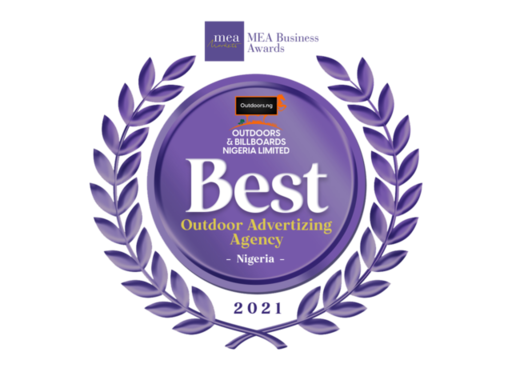 mea
MEA Business
Awards
Outdoors.ng
OUTDOORS
& BILLBOARDS
NIGERIA LIMITED
Best
Outdoor Advertizing
Agency
- Nigeria -
2021